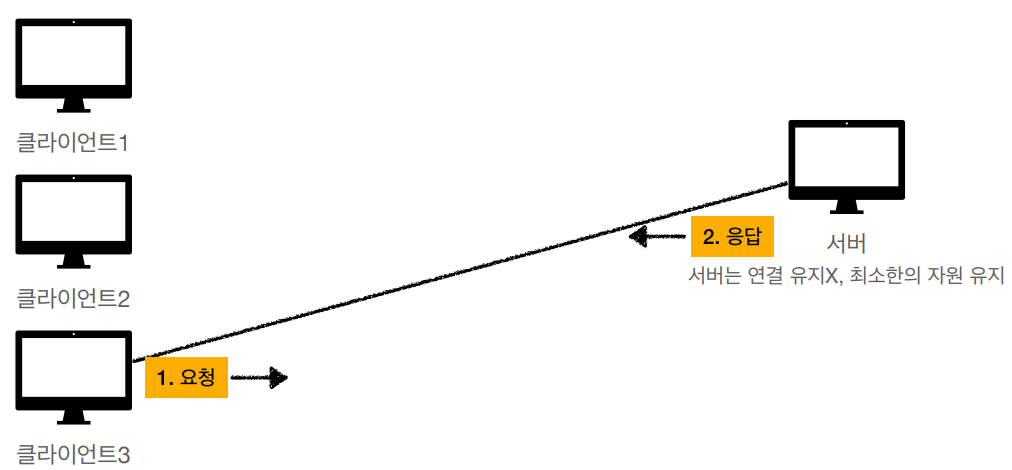 클라이언트1
클라이언트2
1. 요청
클라이언트3
2. 응답
서버
서버는 연결 유지X, 최소한의 자원 유지